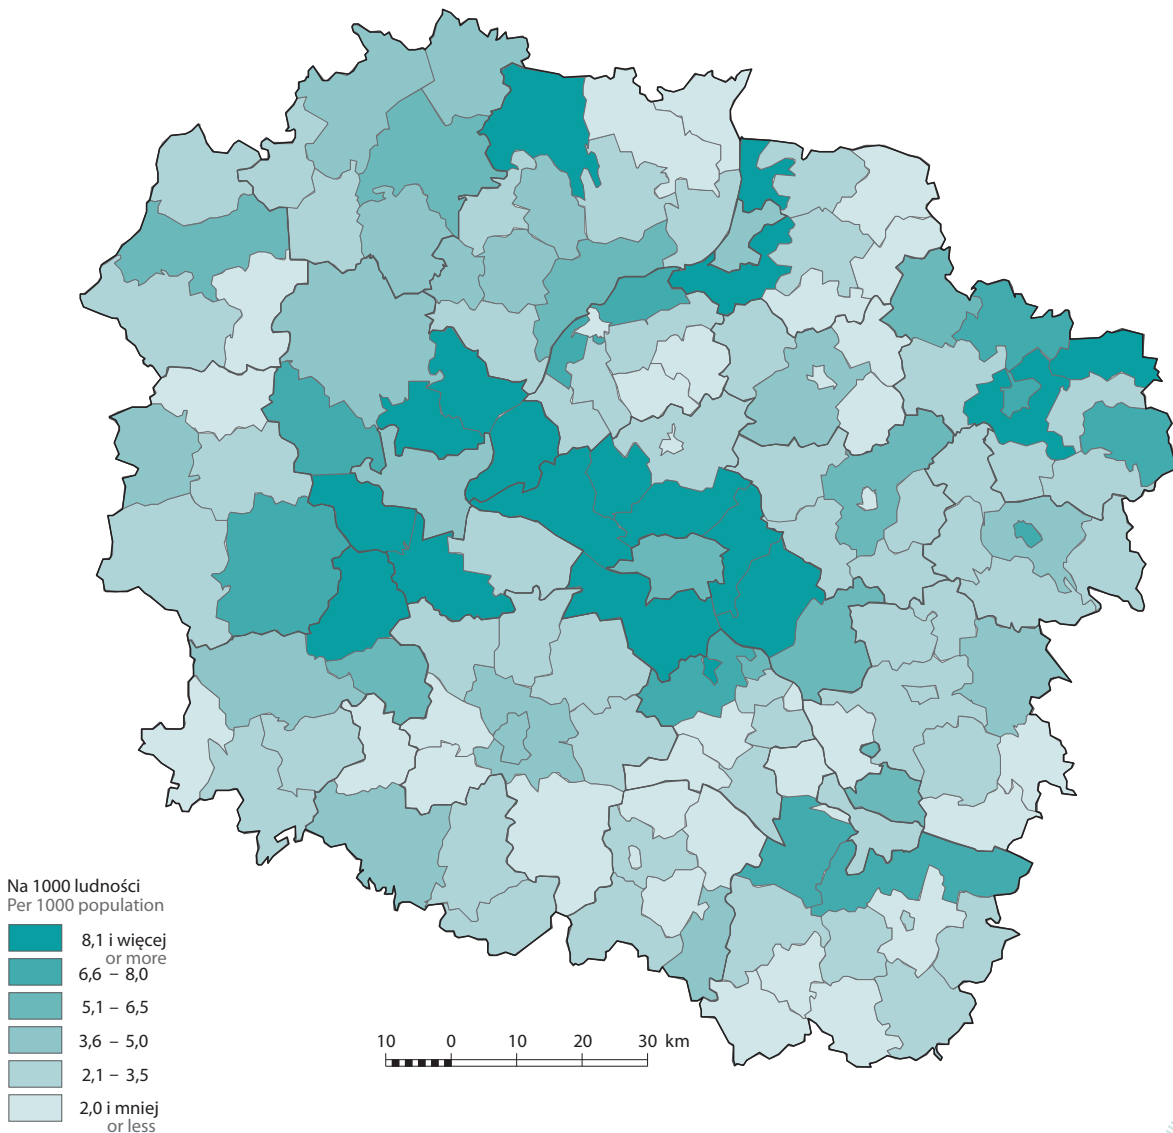 Na 1000 ludności
Per 1000 population
8,1 i więcej
or more
6,6 – 8,0
5,1 – 6,5
3,6 – 5,0
2,1 – 3,5
2,0 i mniej
or less
10 0 10 20 30 km